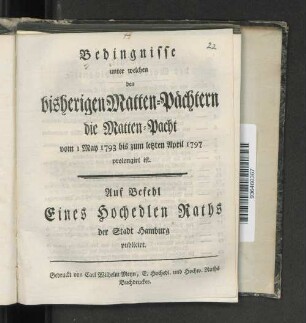 22
Bedingnisse
unter welchen
den
bisherigen Matten-Pächtern
die Matten-Pacht
vom 1 May 1793 bis zum letzten April 1797
prolongirt ist.
Auf Befehl
Eines Hochedlen Raths
der Stadt Hamburg
publiciret.
Gedruckt von Carl Wilhelm Meyn, E. Hochedl. und Hochw. Raths
Buchdrucker.